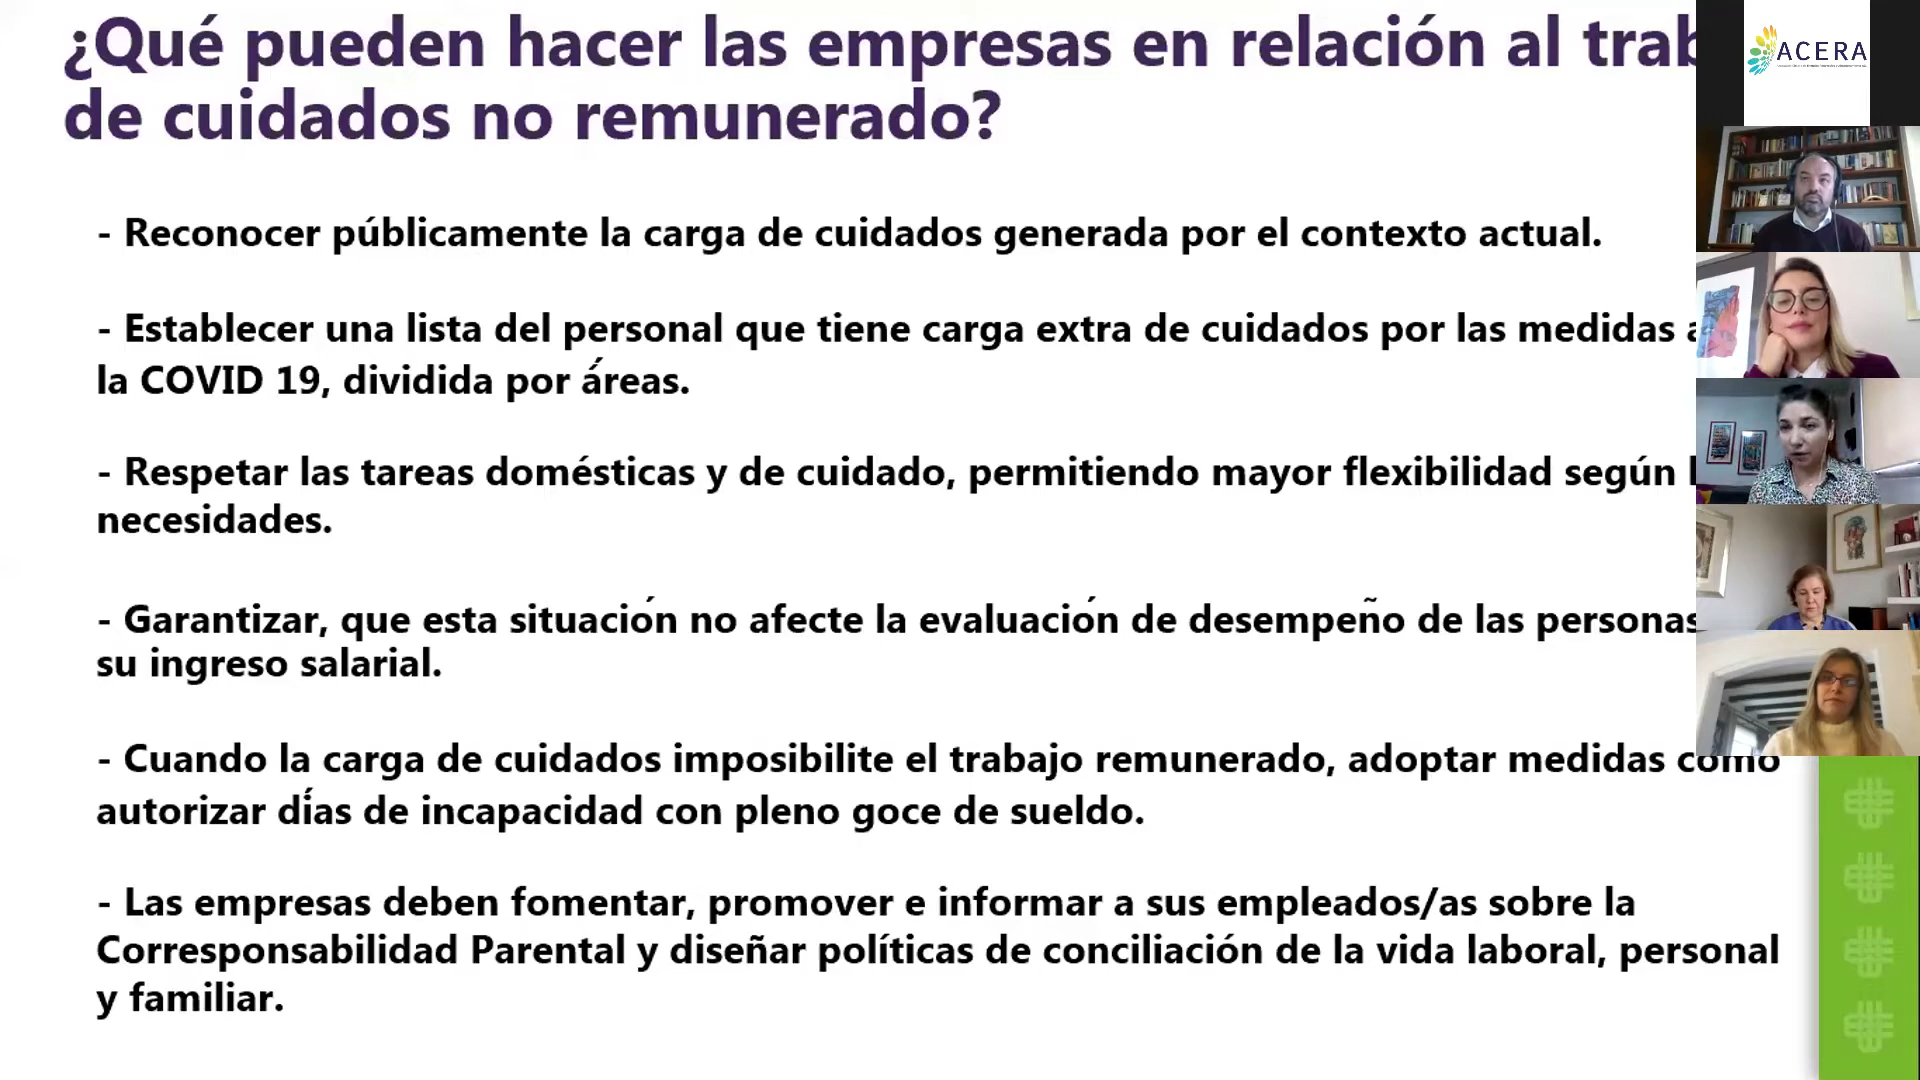 ¿Qué pueden hacer las empresas en relación al trab
de cuidados no remunerado?
ACERA
- Reconocer públicamente la carga de cuidados generada por el contexto actual.
- Establecer una lista del personal que tiene carga extra de cuidados por las medidas a
la COVID 19, dividida por áreas.
- Respetar las tareas domésticas y de cuidado, permitiendo mayor flexibilidad según
necesidades.
- Garantizar, que esta situación no afecte la evaluación de desempeño de las personas
su ingreso salarial.
- Cuando la carga de cuidados imposibilite el trabajo remunerado, adoptar medidas como
autorizar días de incapacidad con pleno goce de sueldo.
- Las empresas deben fomentar, promover e informar a sus empleados/as sobre la
Corresponsabilidad Parental y diseñar políticas de conciliación de la vida laboral, personal
y familiar.